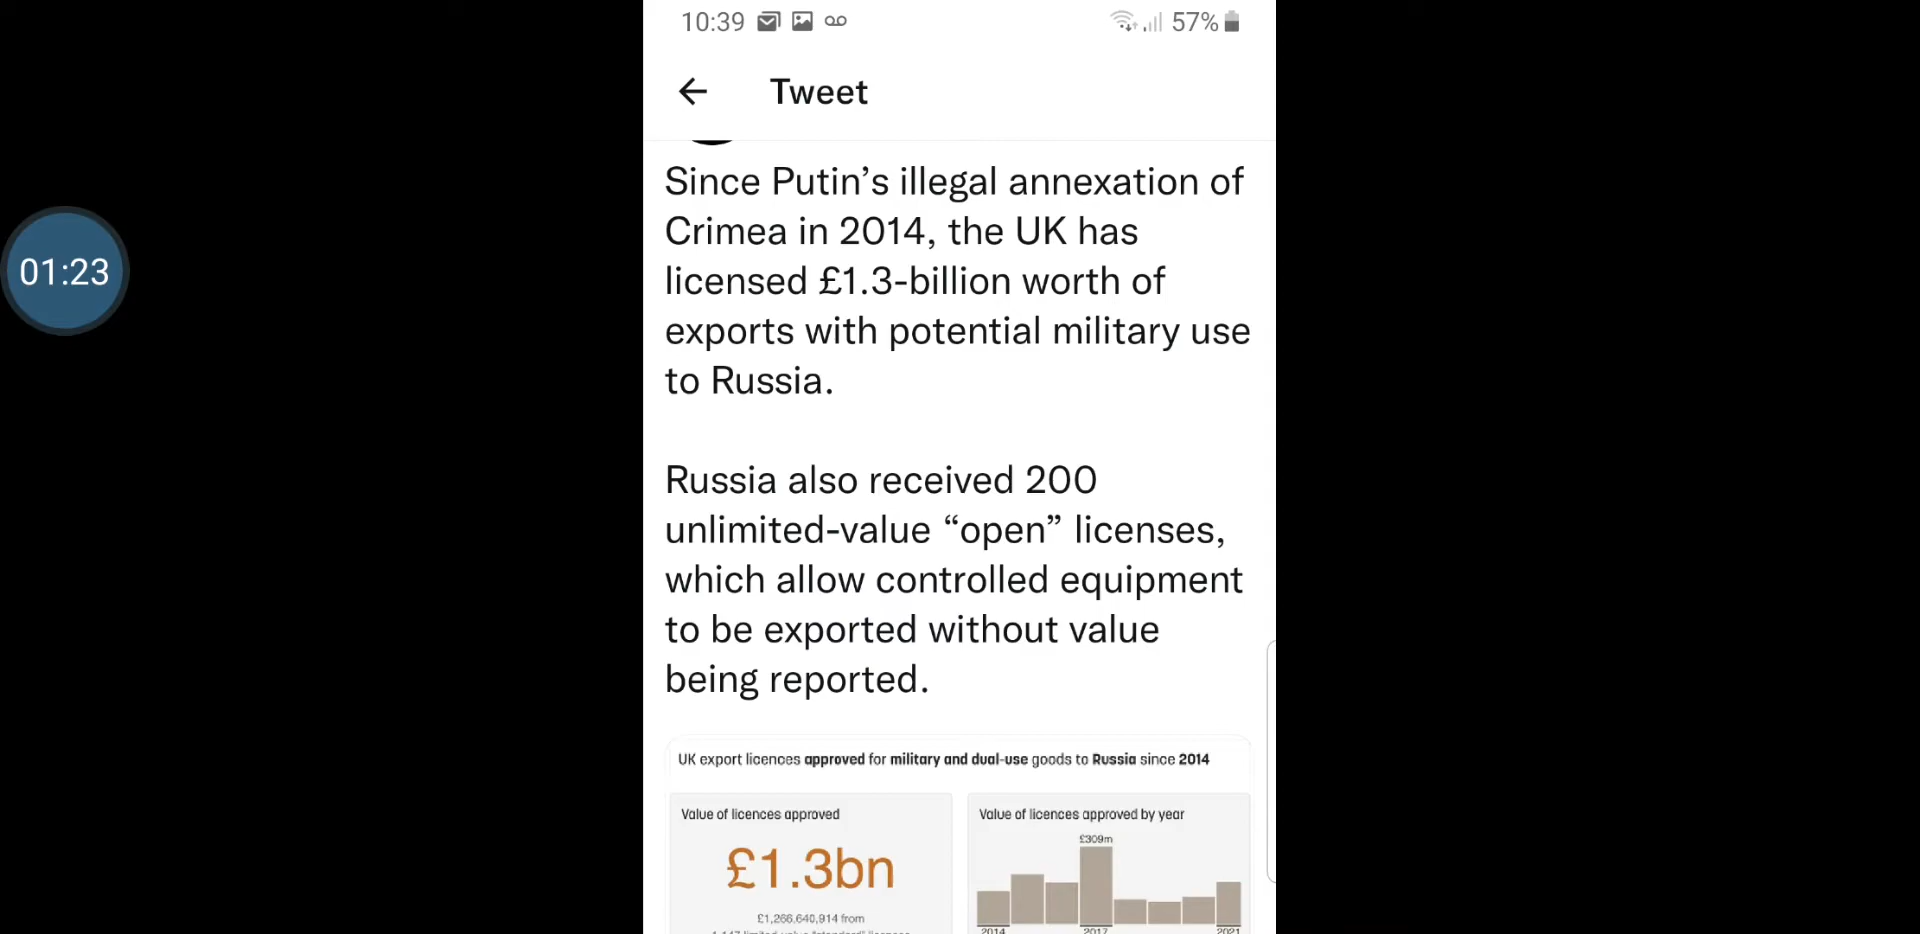 10:39
57%
Tweet
01:23
Since Putin’s illegal annexation of
Crimea in 2014, the UK has
licensed £1.3-billion worth of
exports with potential military use
to Russia.
Russia also received 200
unlimited-value “open” licenses,
which allow controlled equipment
to be exported without value
being reported.
UK export licences approved for military and dual-use goods to Russia since 2014
Value of licences approved
£1.3bn
£1,266,640,914 from
Value of licences approved by year
£309m
2014 2017 2021